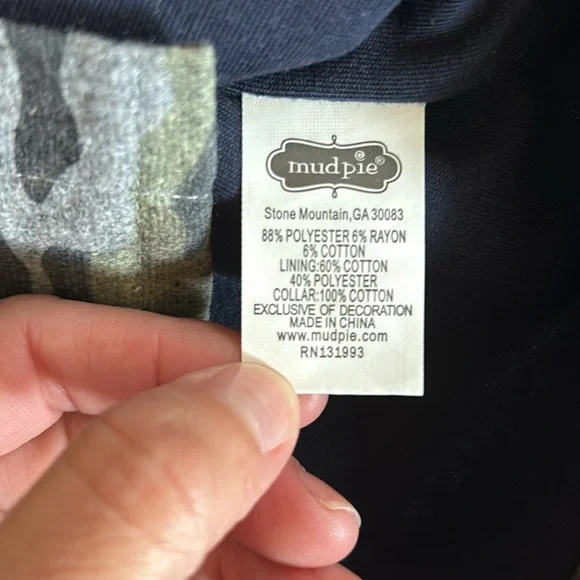 mudpie®
Stone Mountain,GA 30083
88% POLYESTER 6% RAYON
6% COTTON
LINING:60% COTTON
40% POLYESTER
COLLAR:100% COTTON
EXCLUSIVE OF DECORATION
MADE IN CHINA
www.mudpie.com
RN131993